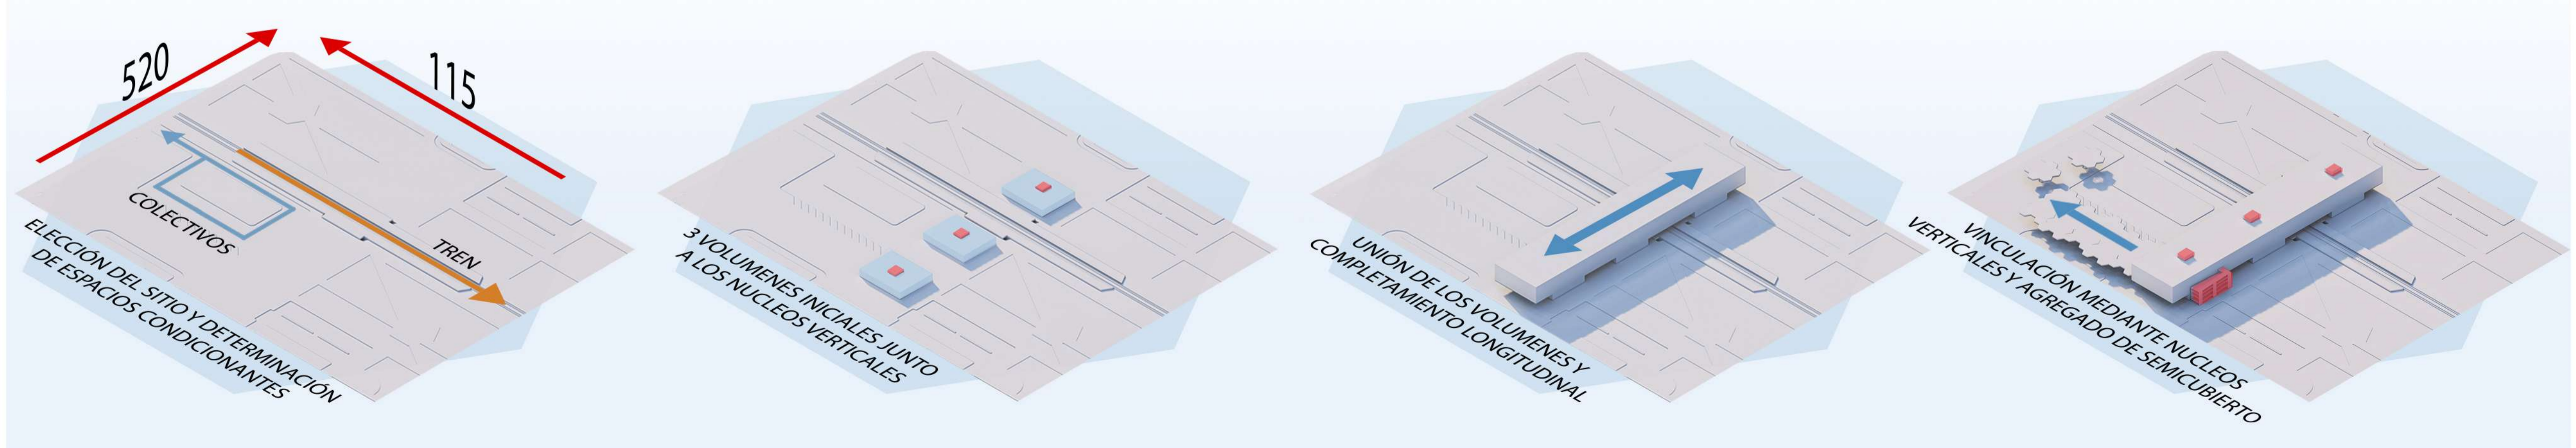 520
115
COLECTIVOS
TREN
ELECCIÓN DEL SITIO Y DETERMINACIÓN
DE ESPACIOS CONDICIONANTES
3 VOLUMENES INICIALES JUNTO
A LOS NUCLEOS VERTICALES
UNIÓN DE LOS VOLUMENES Y
COMPLETAMIENTO LONGITUDINAL
VINCULACIÓN MEDIANTE NUCLEOS
VERTICALES Y AGREGADO DE SEMICUBIERTO